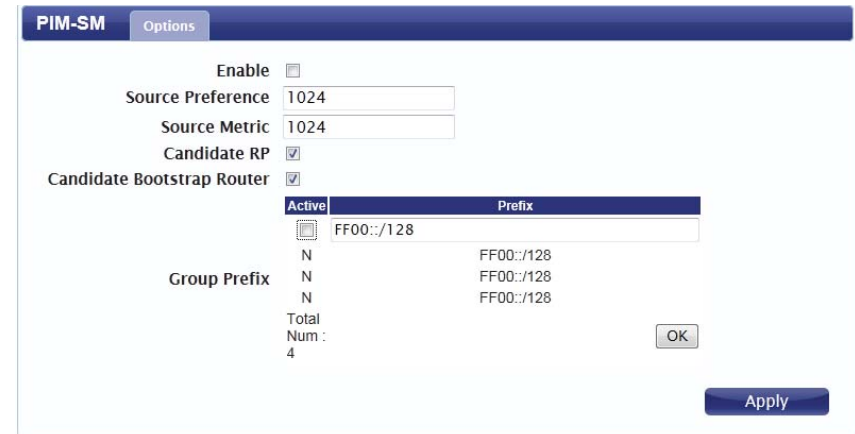 PIM-SM Options
Enable
Source Preference 1024
Source Metric 1024
Candidate RP
Candidate Bootstrap Router
Active Prefix
FF00::/128
N FF00::/128
Group Prefix N FF00::/128
N FF00::/128
Total
Num :
4
OK
Apply